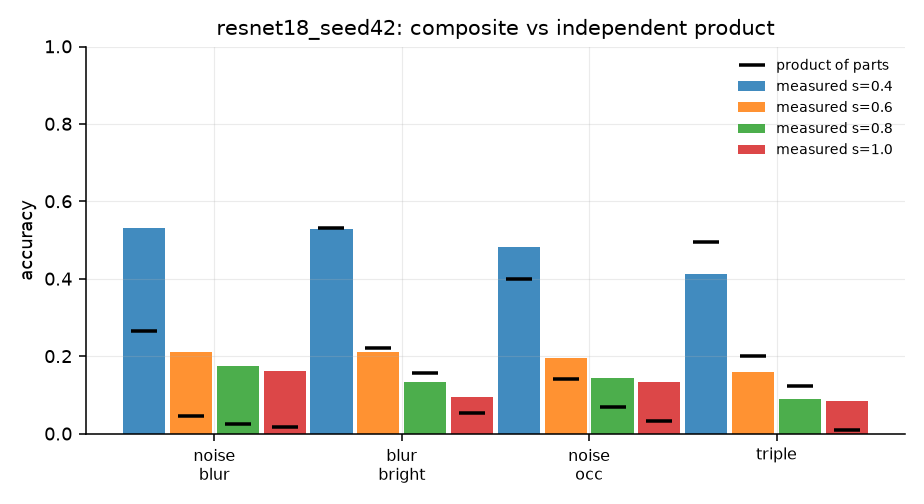 resnet18_seed42: composite vs independent product
accuracy
1.0
0.8
0.6
0.4
0.2
0.0
product of parts
measured s=0.4
measured s=0.6
measured s=0.8
measured s=1.0
noise
blur
blur
bright
noise
occ
triple